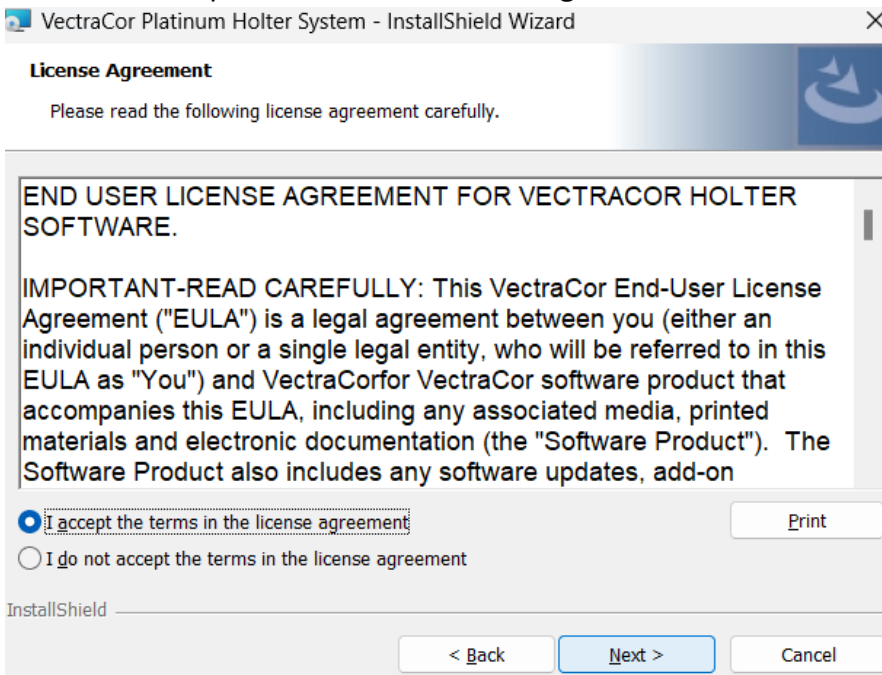 VectraCor Platinum Holter System - InstallShield Wizard
License Agreement
Please read the following license agreement carefully.
END USER LICENSE AGREEMENT FOR VECTRACOR HOLTER
SOFTWARE.
IMPORTANT-READ CAREFULLY: This VectraCor End-User License
Agreement ("EULA") is a legal agreement between you (either an
individual person or a single legal entity, who will be referred to in this
EULA as "You") and VectraCorfor VectraCor software product that
accompanies this EULA, including any associated media, printed
materials and electronic documentation (the "Software Product").  The
Software Product also includes any software updates, add-on
I accept the terms in the license agreement
Print
I do not accept the terms in the license agreement
InstallShield
< Back
Next >
Cancel